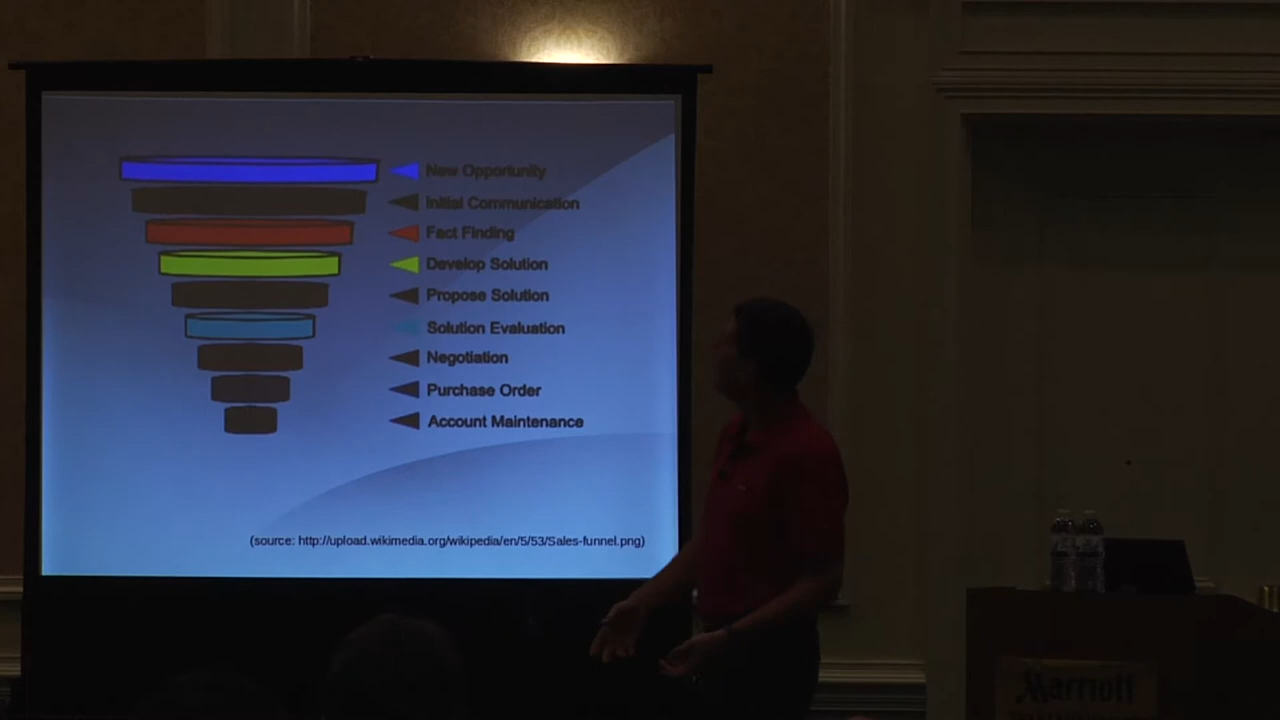 New Opportunity
Initial Communication
Fact Finding
Develop Solution
Propose Solution
Solution Evaluation
Negotiation
Purchase Order
Account Maintenance
(source: http://upload.wikimedia.org/wikipedia/en/5/53/Sales-funnel.png)
Marriott